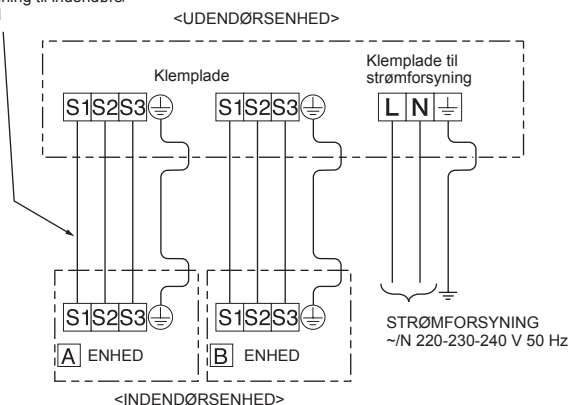 <UDENDØRSENHED>
Klemplade
Klemplade til
strømforsyning
S1 S2 S3
S1 S2 S3
L N
S1 S2 S3
S1 S2 S3
A ENHED
B ENHED
STRØMFORSYNING
~/N 220-230-240 V 50 Hz
<INDENDØRSENHED>